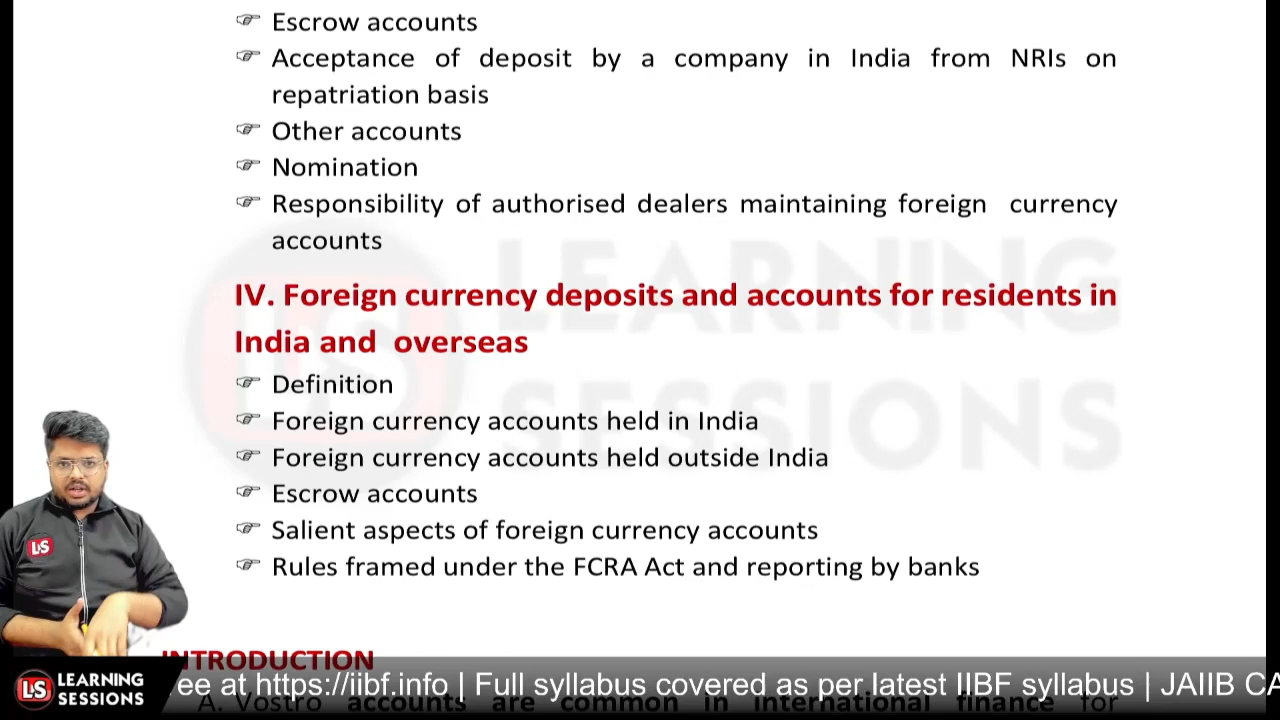 Escrow accounts
Acceptance of deposit by a company in India from NRIs on
repatriation basis
Other accounts
Nomination
Responsibility of authorised dealers maintaining foreign currency
accounts
LEARNING
SESSIONS
IV. Foreign currency deposits and accounts for residents in
India and overseas
Definition
Foreign currency accounts held in India
Foreign currency accounts held outside India
Escrow accounts
Salient aspects of foreign currency accounts
Rules framed under the FCRA Act and reporting by banks
LS
INTRODUCTION
LS LEARNING
SESSIONS
ee at https://iibf.info | Full syllabus covered as per latest IIBF syllabus | JAIIB CA
A. Vostro accounts are common in international finance for